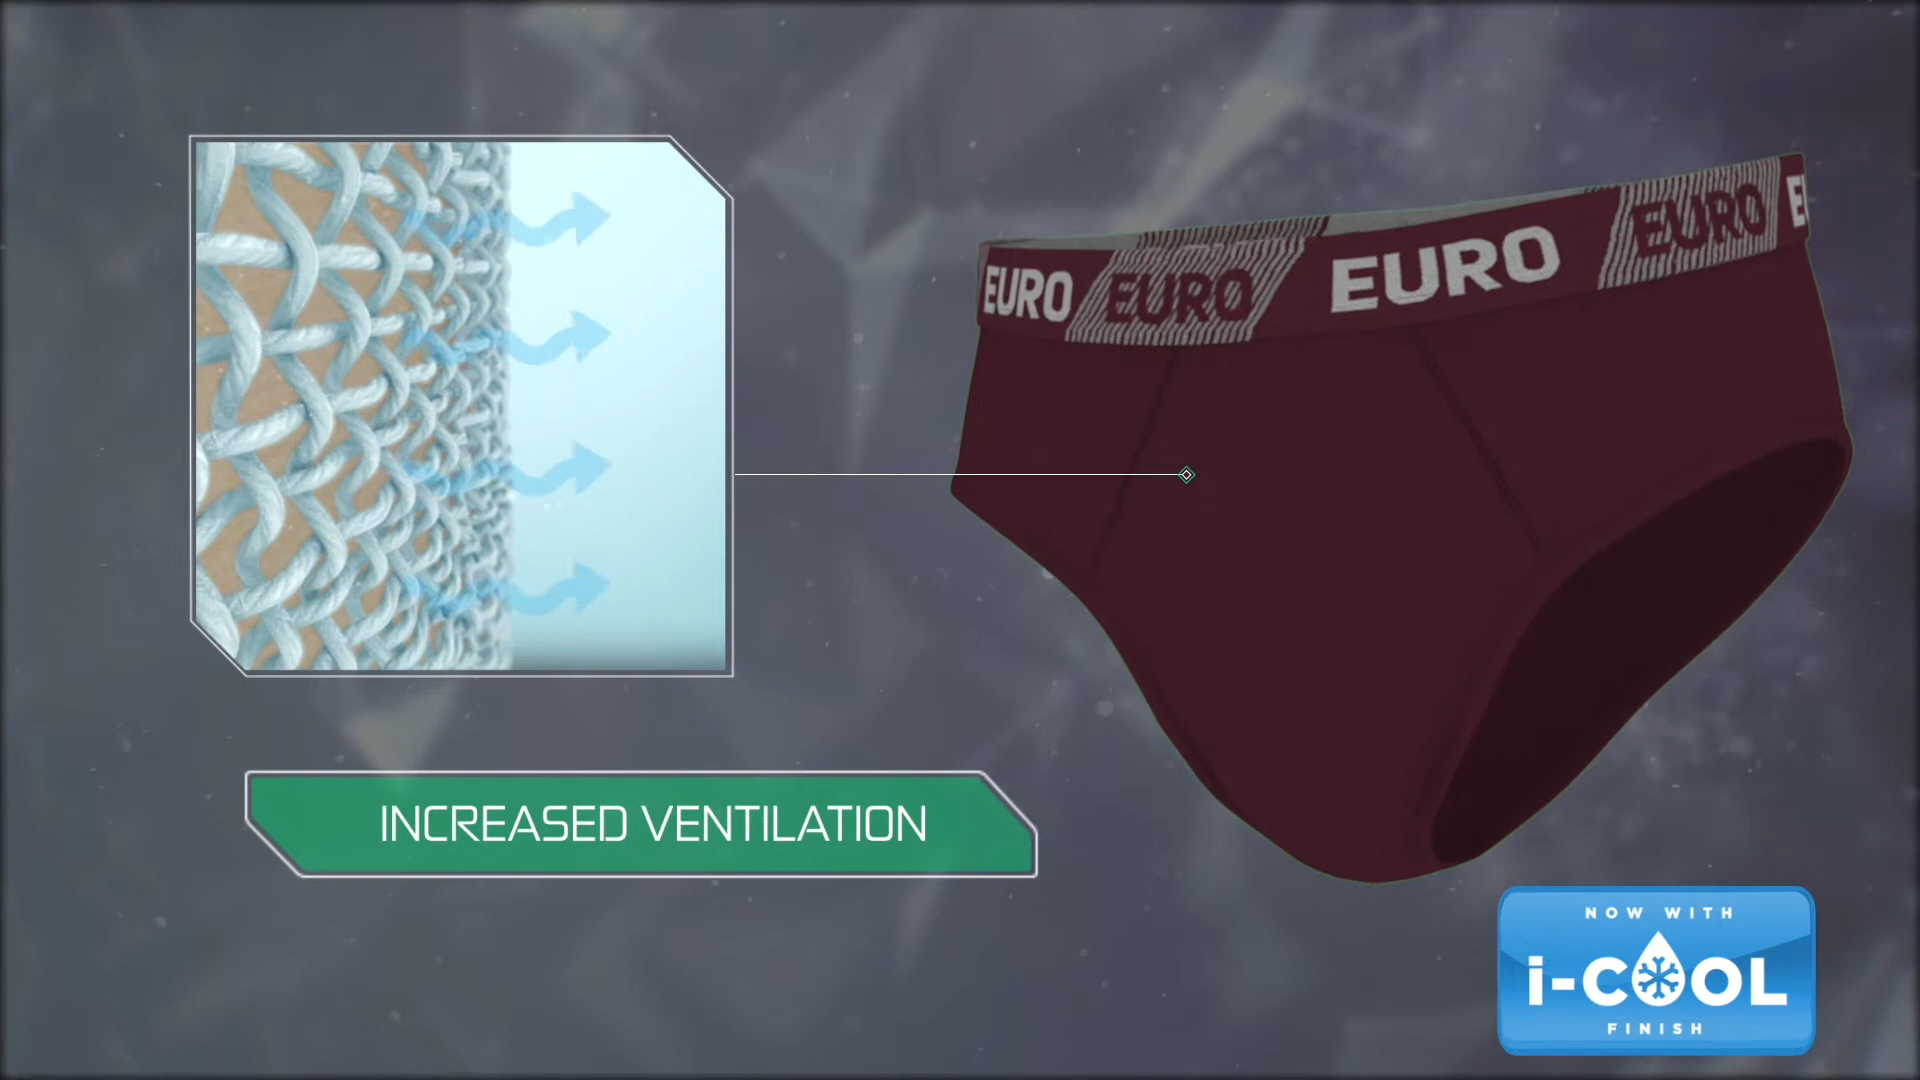 EURO EURO EURO EURO E
INCREASED VENTILATION
NOW WITH
i-COOL
FINISH